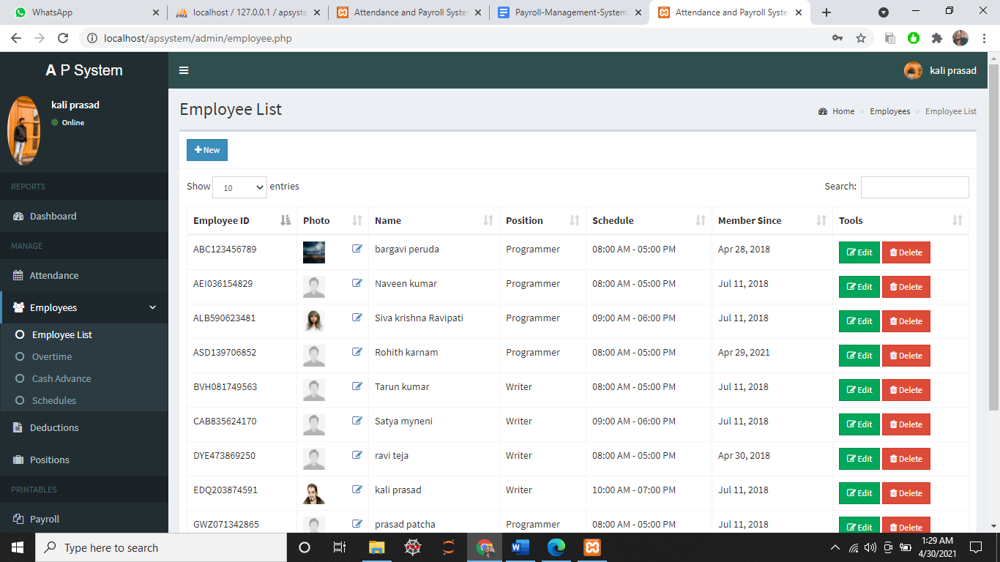 WhatsApp
localhost / 127.0.0.1 / apsyste
Attendance and Payroll Syste
Payroll-Management-System
Attendance and Payroll Syste
localhost/apsystem/admin/employee.php
A P System
kali prasad
kali prasad
Online
Employee List
Home > Employees > Employee List
New
REPORTS
Dashboard
MANAGE
Attendance
Employees
Employee List
Overtime
Cash Advance
Schedules
Deductions
Positions
PRINTABLES
Payroll
Show 10 entries
Search:
Employee ID Photo Name Position Schedule Member Since Tools
ABC123456789 bargavi peruda Programmer 08:00 AM - 05:00 PM Apr 28, 2018 Edit Delete
AEI036154829 Naveen kumar Programmer 08:00 AM - 05:00 PM Jul 11, 2018 Edit Delete
ALB590623481 Siva krishna Ravipati Programmer 09:00 AM - 06:00 PM Jul 11, 2018 Edit Delete
ASD139706852 Rohith karnam Programmer 08:00 AM - 05:00 PM Apr 29, 2021 Edit Delete
BVH081749563 Tarun kumar Writer 08:00 AM - 05:00 PM Jul 11, 2018 Edit Delete
CAB835624170 Satya myneni Writer 09:00 AM - 06:00 PM Jul 11, 2018 Edit Delete
DYE473869250 ravi teja Writer 08:00 AM - 05:00 PM Apr 30, 2018 Edit Delete
EDQ203874591 kali prasad Writer 10:00 AM - 07:00 PM Jul 11, 2018 Edit Delete
GWZ071342865 prasad patcha Programmer 08:00 AM - 05:00 PM Jul 11, 2018 Edit Delete
Type here to search
1:29 AM
4/30/2021